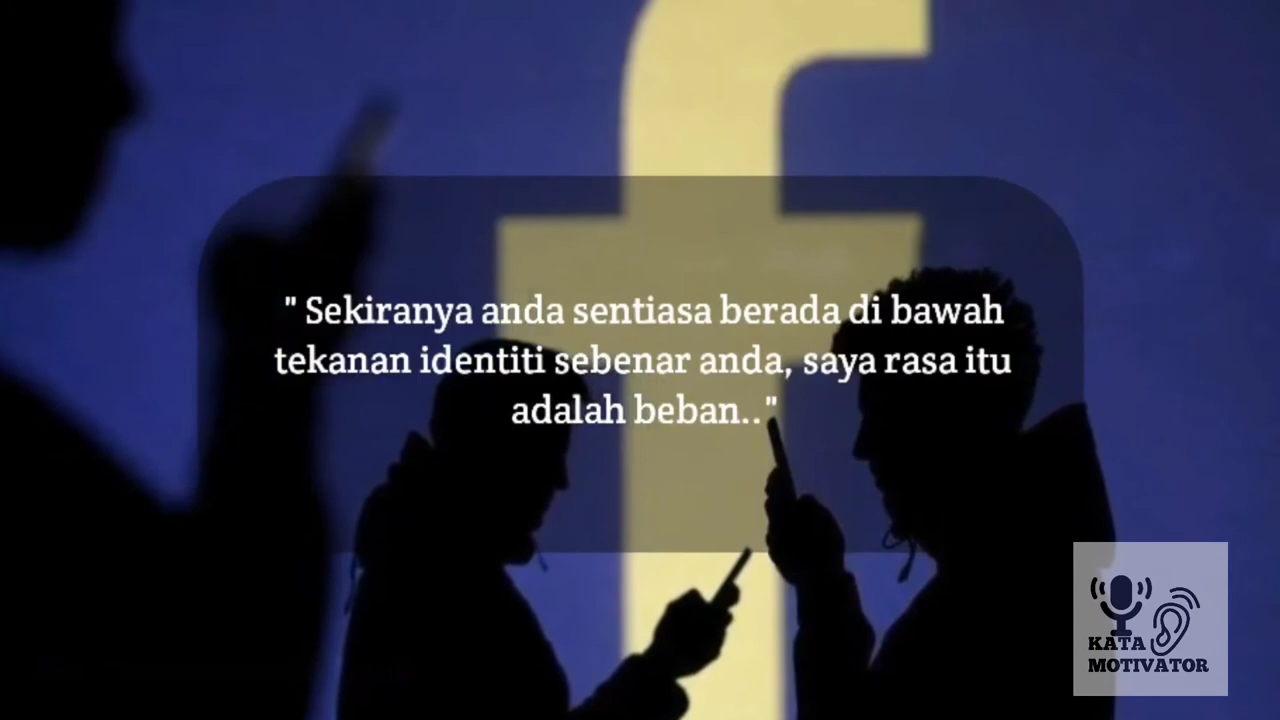 " Sekiranya anda sentiasa berada di bawah
tekanan identiti sebenar anda, saya rasa itu
adalah beban.."
KATA
MOTIVATOR